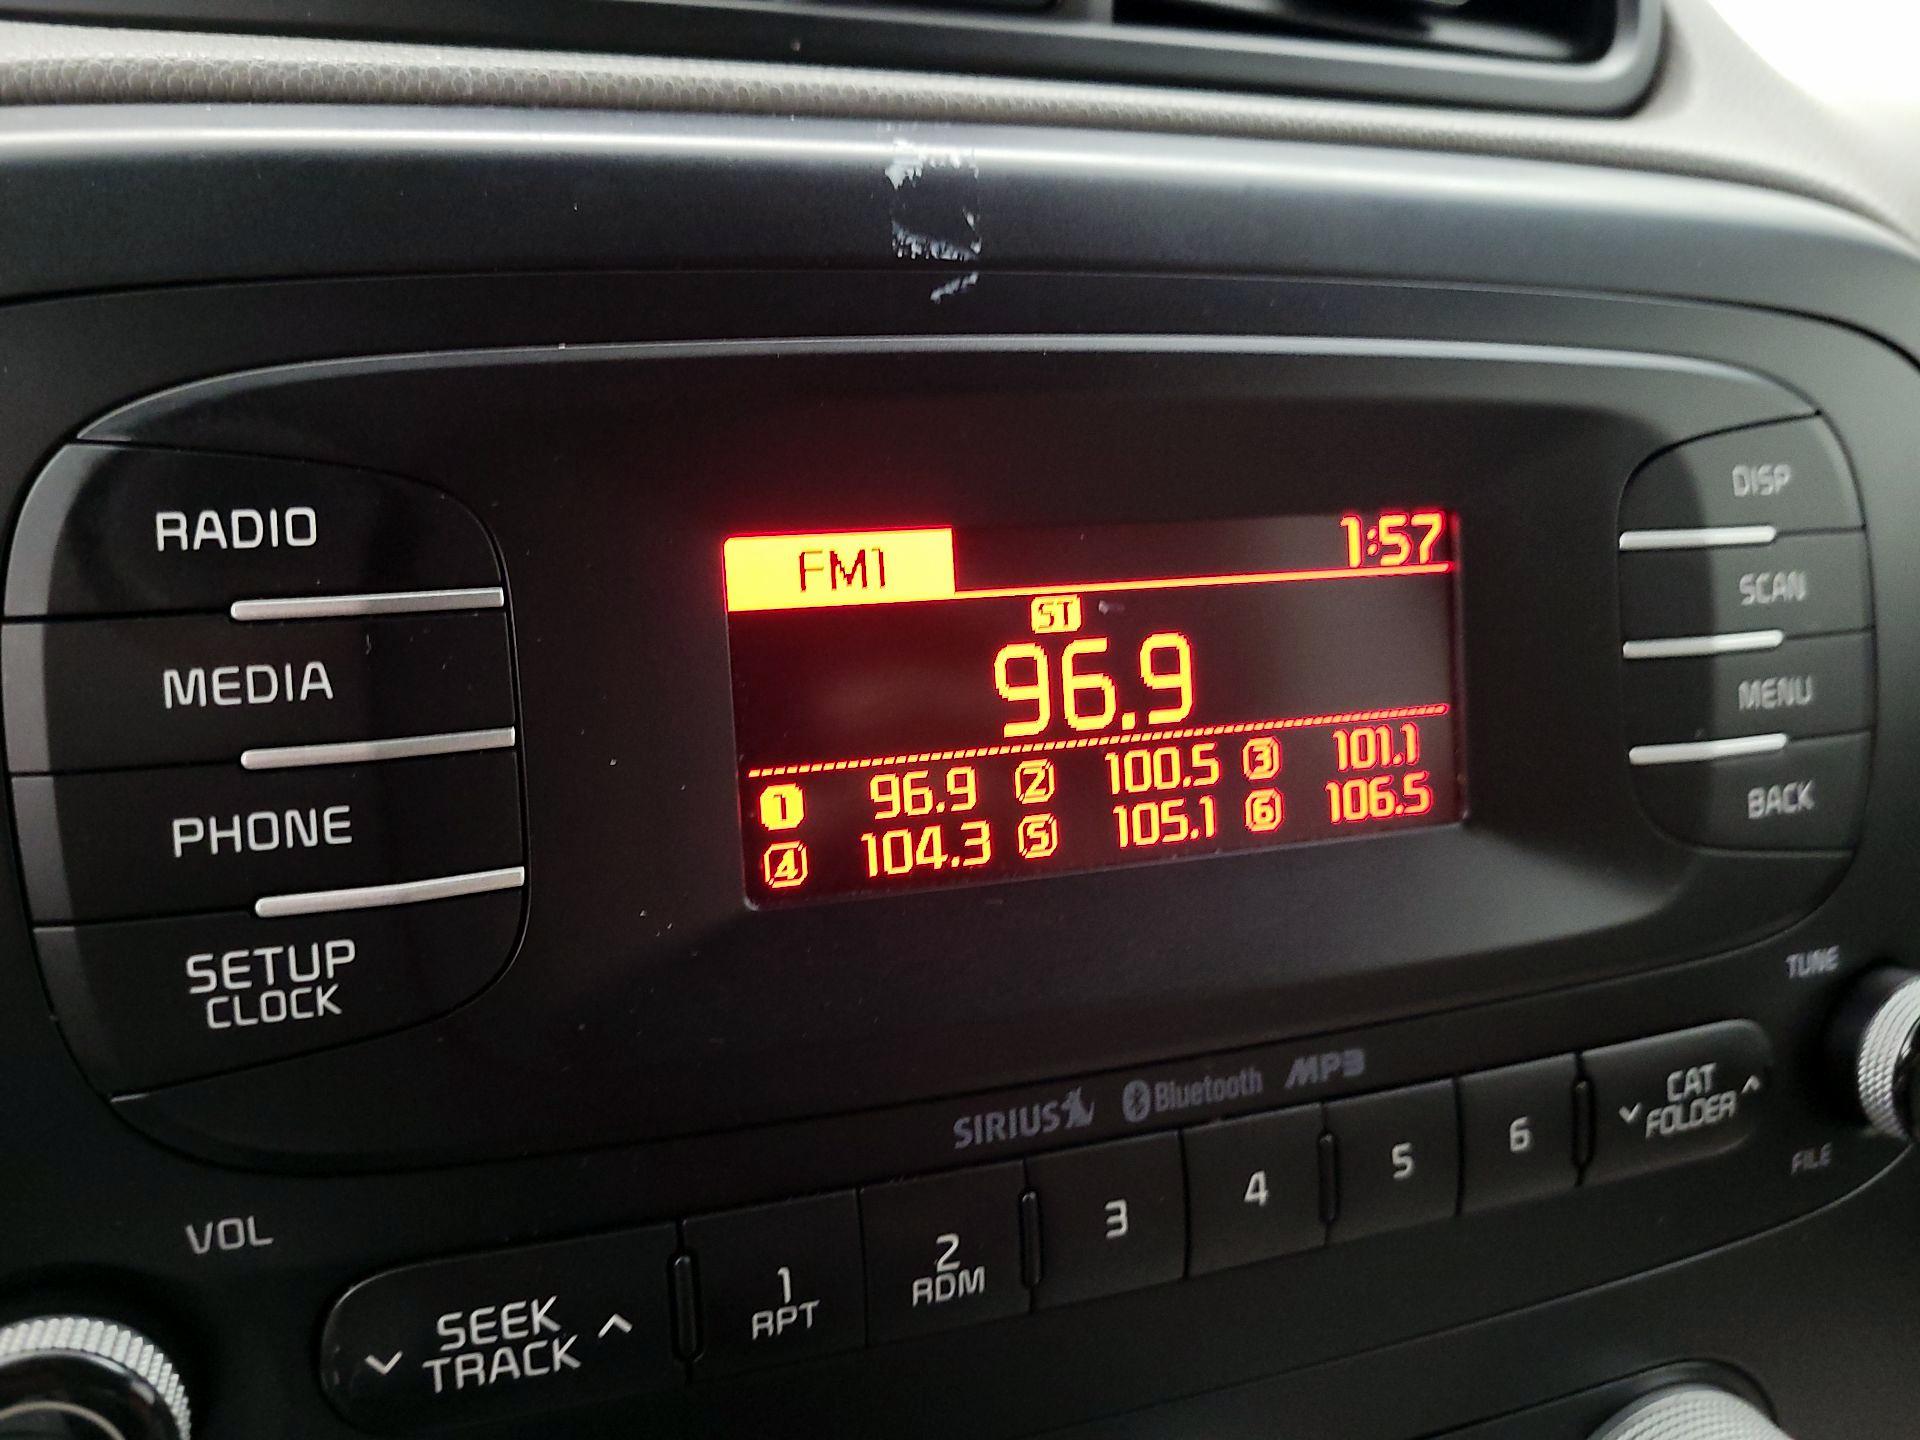 RADIO
MEDIA
PHONE
SETUP
CLOCK
FM1 1:57
ST
96.9
1 96.9 2 100.5 3 101.1
4 104.3 5 105.1 6 106.5
DISP
SCAN
MENU
BACK
TUNE
FILE
SIRIUS Bluetooth MP3
VOL
SEEK
TRACK
1
RPT
2
RDM
3
4
5
6
CAT
FOLDER